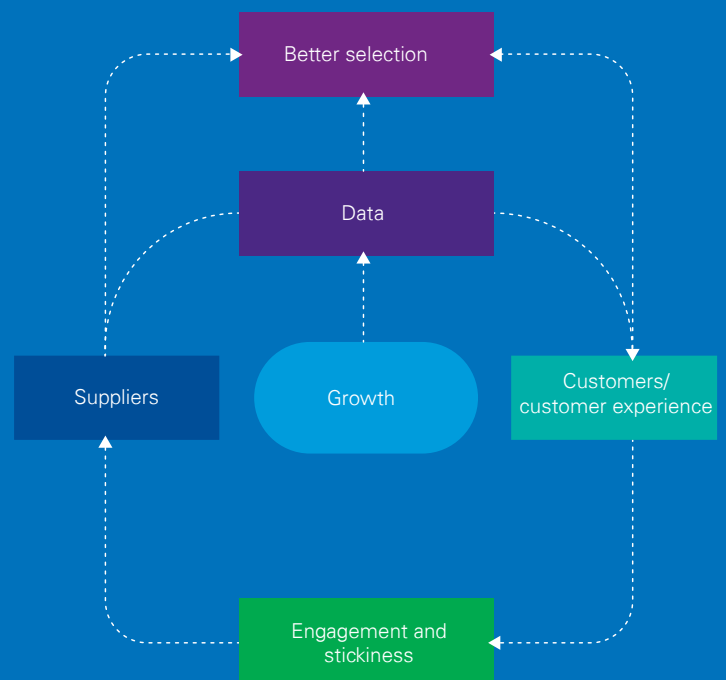 Better selection
Data
Suppliers
Growth
Customers/
customer experience
Engagement and
stickiness